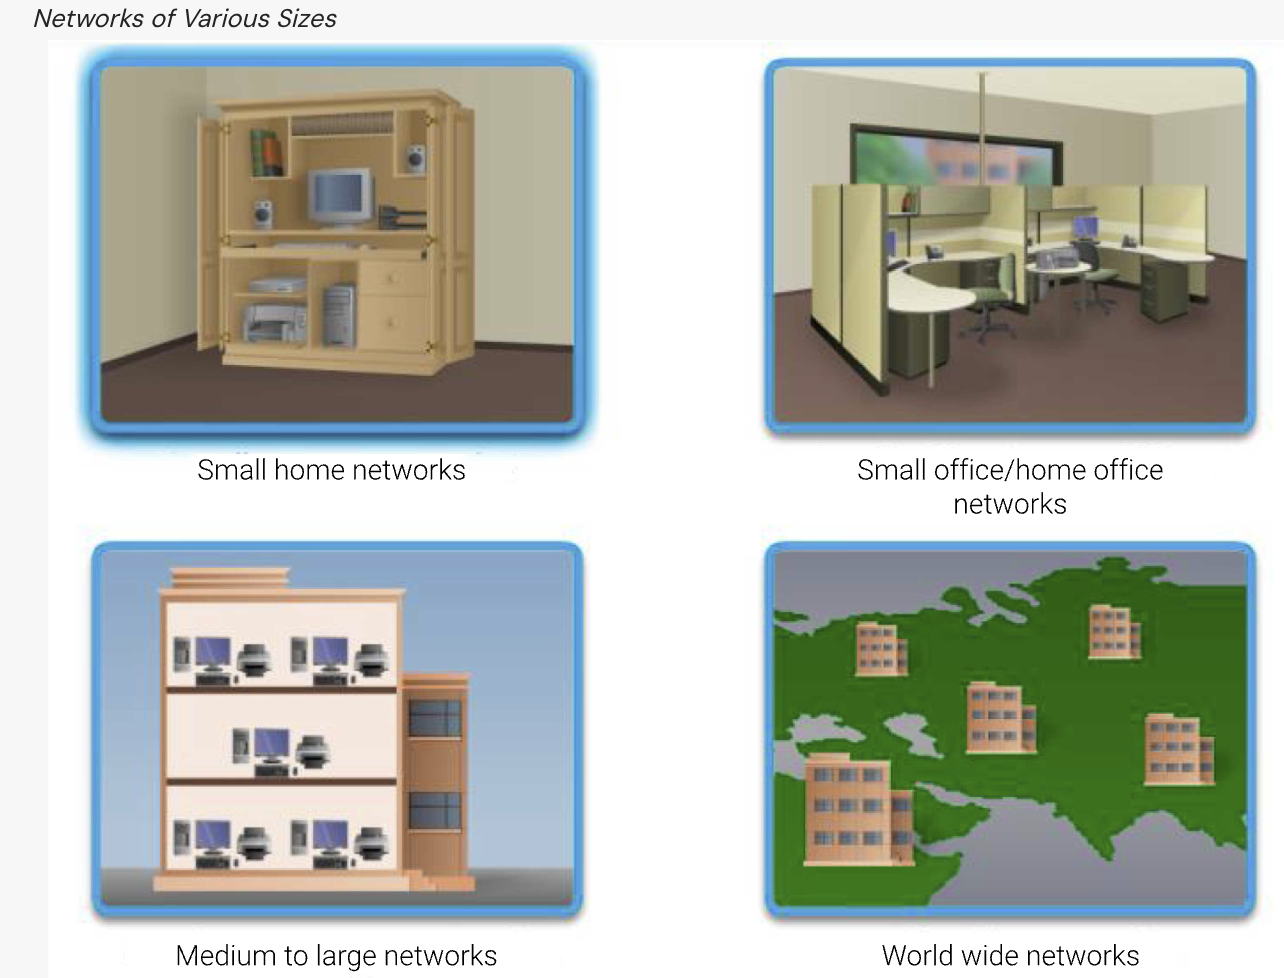 Networks of Various Sizes
Small home networks
Small office/home office
networks
Medium to large networks
World wide networks